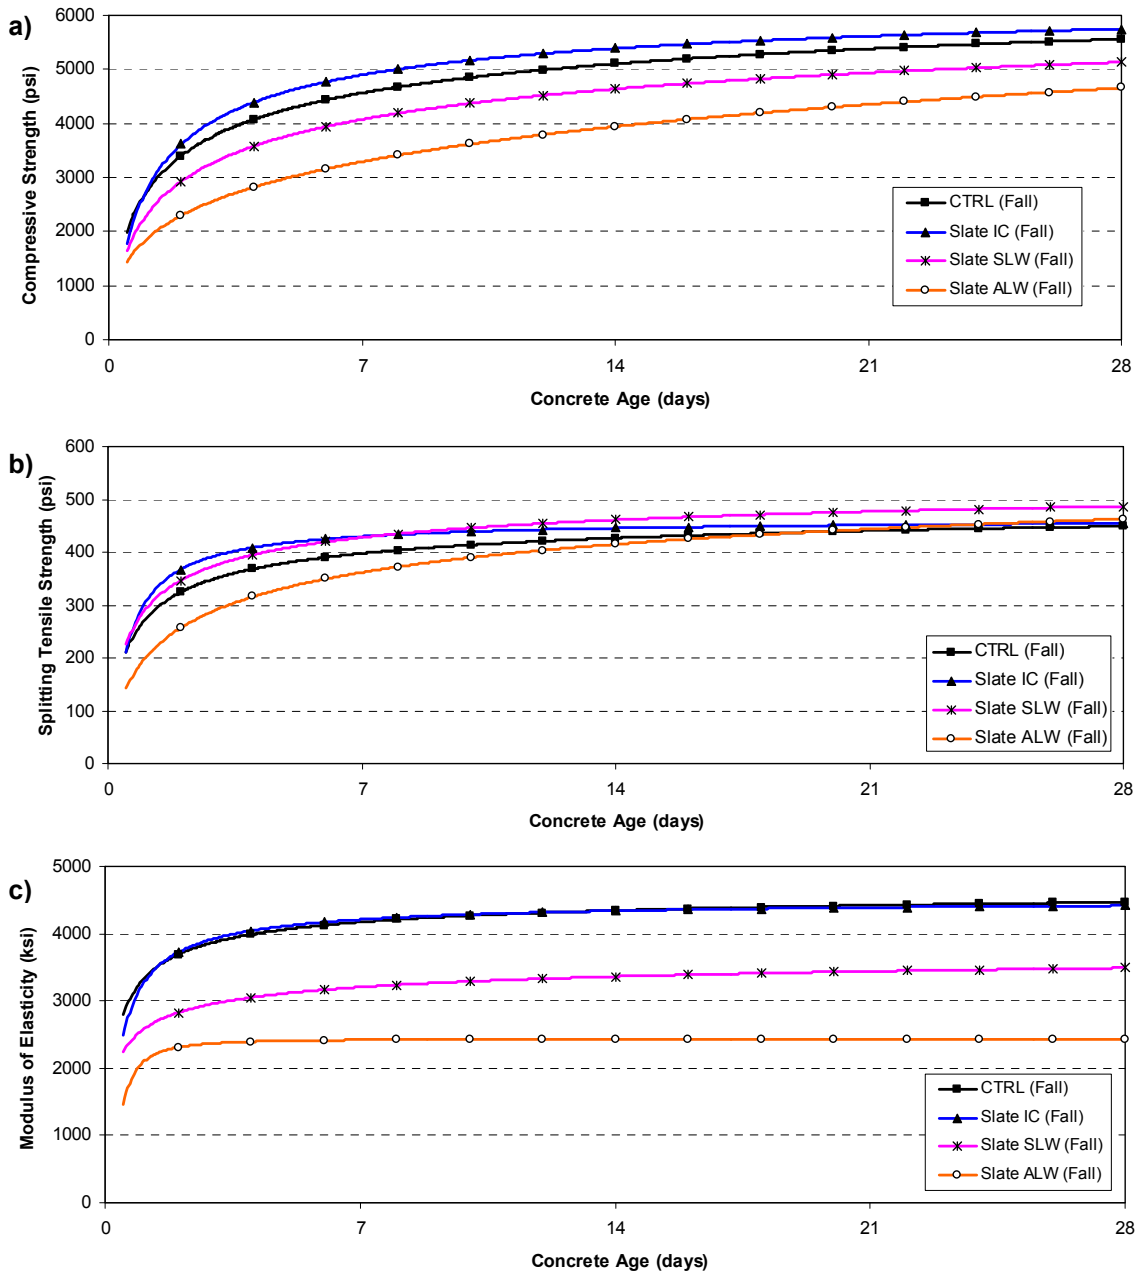 a)
Compressive Strength (psi)
6000
5000
4000
3000
2000
1000
0
CTRL (Fall)
Slate IC (Fall)
Slate SLW (Fall)
Slate ALW (Fall)
0 7 14 21 28
Concrete Age (days)
b)
Splitting Tensile Strength (psi)
600
500
400
300
200
100
0
CTRL (Fall)
Slate IC (Fall)
Slate SLW (Fall)
Slate ALW (Fall)
0 7 14 21 28
Concrete Age (days)
c)
Modulus of Elasticity (ksi)
5000
4000
3000
2000
1000
0
CTRL (Fall)
Slate IC (Fall)
Slate SLW (Fall)
Slate ALW (Fall)
0 7 14 21 28
Concrete Age (days)